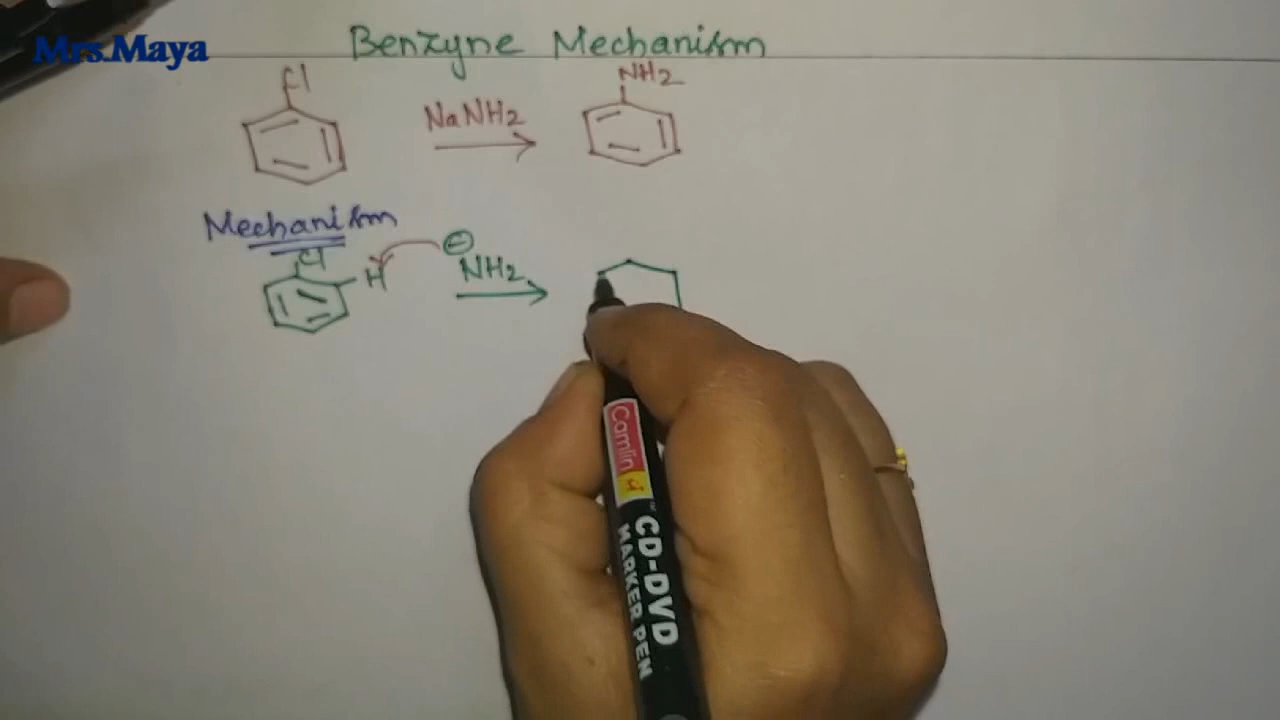 Mrs.Maya
Benzyne Mechanism
Cl
NaNH2
NH2
Mechanism
Cl
H
⊖
NH2
Camlin
CD-DVD
MARKER PEN